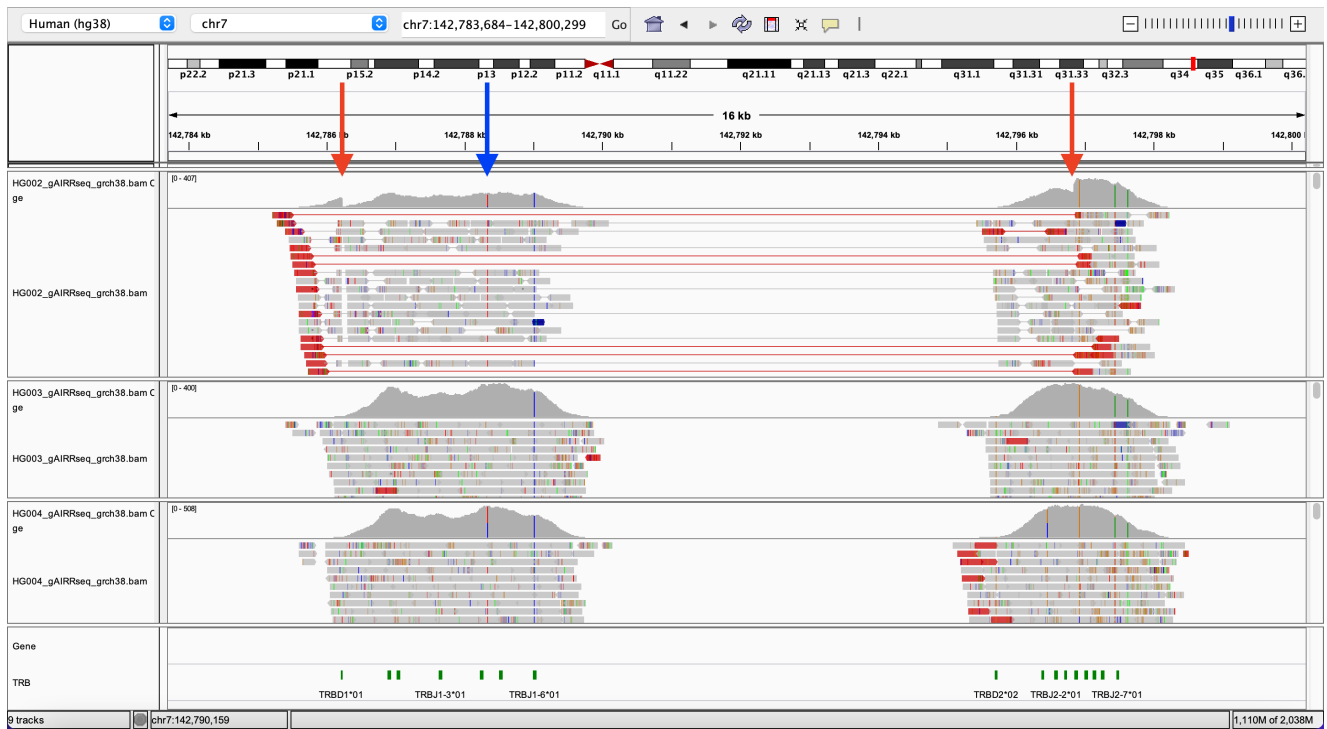 Human (hg38) chr7 chr7:142,783,684-142,800,299 Go
p22.2 p21.3 p21.1 p15.2 p14.2 p13 p12.2 p11.2 q11.1 q11.22 q21.11 q21.13 q21.3 q22.1 q31.1 q31.31 q31.33 q32.3 q34 q35 q36.1 q36.
16 kb
142,784 kb 142,786 kb 142,788 kb 142,790 kb 142,792 kb 142,794 kb 142,796 kb 142,798 kb 142,800
HG002_gAIRRseq_grch38.bam C [0 - 407]
ge
HG002_gAIRRseq_grch38.bam
HG003_gAIRRseq_grch38.bam C [0 - 400]
ge
HG003_gAIRRseq_grch38.bam
HG004_gAIRRseq_grch38.bam C [0 - 508]
ge
HG004_gAIRRseq_grch38.bam
Gene
TRB
TRBD1*01 TRBJ1-3*01 TRBJ1-6*01 TRBD2*02 TRBJ2-2*01 TRBJ2-7*01
9 tracks chr7:142,790,159 1,110M of 2,038M